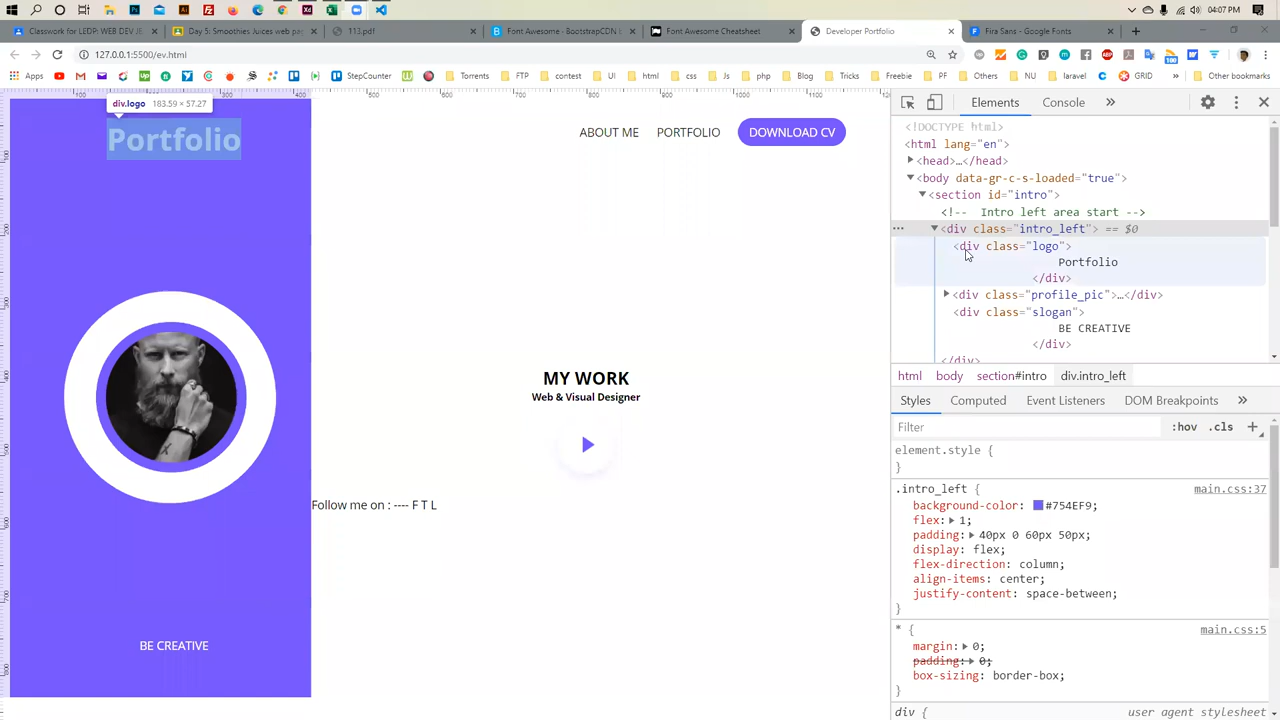 04:07 PM
Classwork for LEDP: WEB DEV JE
Day 5: Smoothies Juices web pag
113.pdf
Font Awesome · BootstrapCDN
Font Awesome Cheatsheet
Developer Portfolio
Fira Sans - Google Fonts
127.0.0.1:5500/ev.html
Apps
StepCounter
Torrents
FTP
contest
UI
html
css
Js
php
Blog
Tricks
Freebie
PF
Others
NU
laravel
GRID
Other bookmarks
div.logo 183.59 × 57.27
Portfolio
ABOUT ME
PORTFOLIO
DOWNLOAD CV
MY WORK
Web & Visual Designer
Follow me on : ---- F T L
BE CREATIVE
Elements
Console
<!DOCTYPE html>
<html lang="en">
<head>…</head>
<body data-gr-c-s-loaded="true">
<section id="intro">
<!-- Intro left area start -->
<div class="intro_left"> == $0
<div class="logo">
Portfolio
</div>
<div class="profile_pic">…</div>
<div class="slogan">
BE CREATIVE
</div>
</div>
html body section#intro div.intro_left
Styles Computed Event Listeners DOM Breakpoints
Filter
:hov .cls
element.style {
}
.intro_left { main.css:37
background-color: #754EF9;
flex: 1;
padding: 40px 0 60px 50px;
display: flex;
flex-direction: column;
align-items: center;
justify-content: space-between;
}
* { main.css:5
margin: 0;
padding: 0;
box-sizing: border-box;
}
div { user agent stylesheet